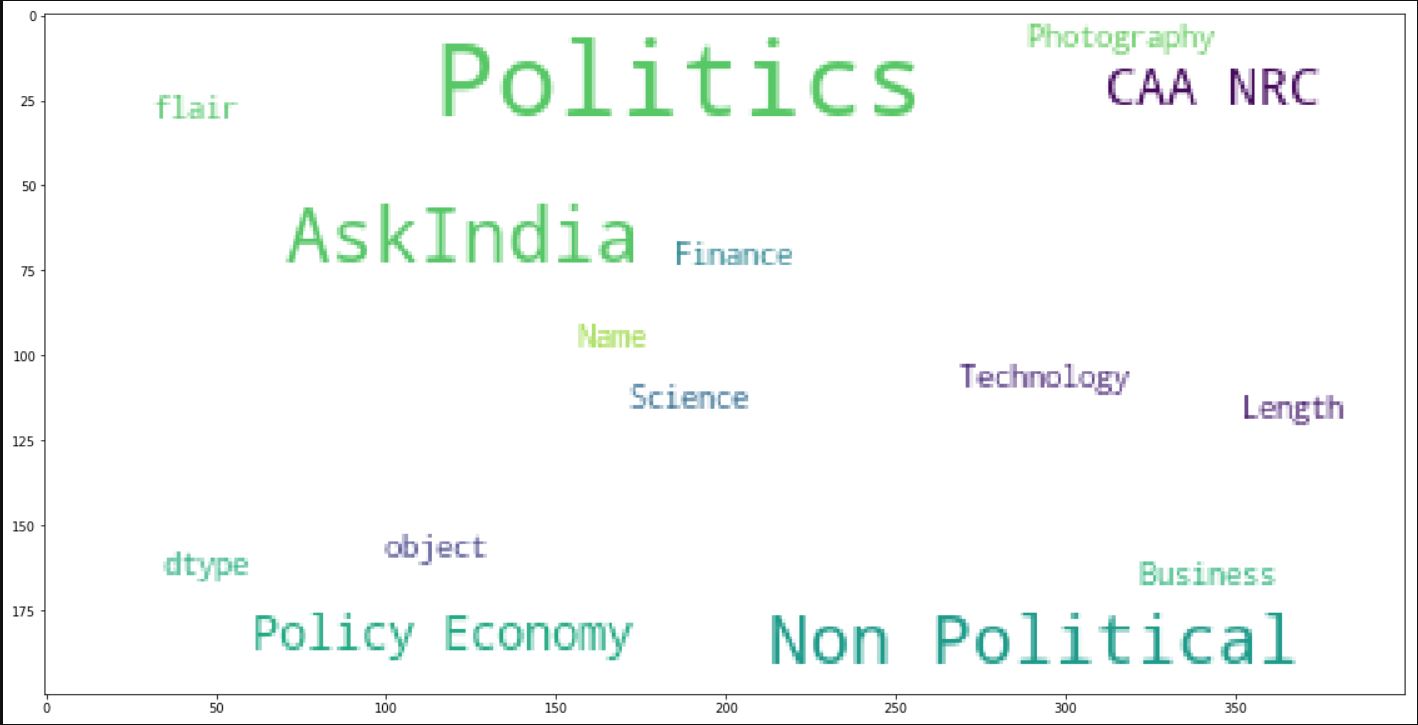 0
Politics
Photography
CAA NRC
25
flair
50
AskIndia
Finance
75
Name
100
Technology
Science
Length
125
150
object
dtype
Business
175
Policy Economy
Non Political
0 50 100 150 200 250 300 350